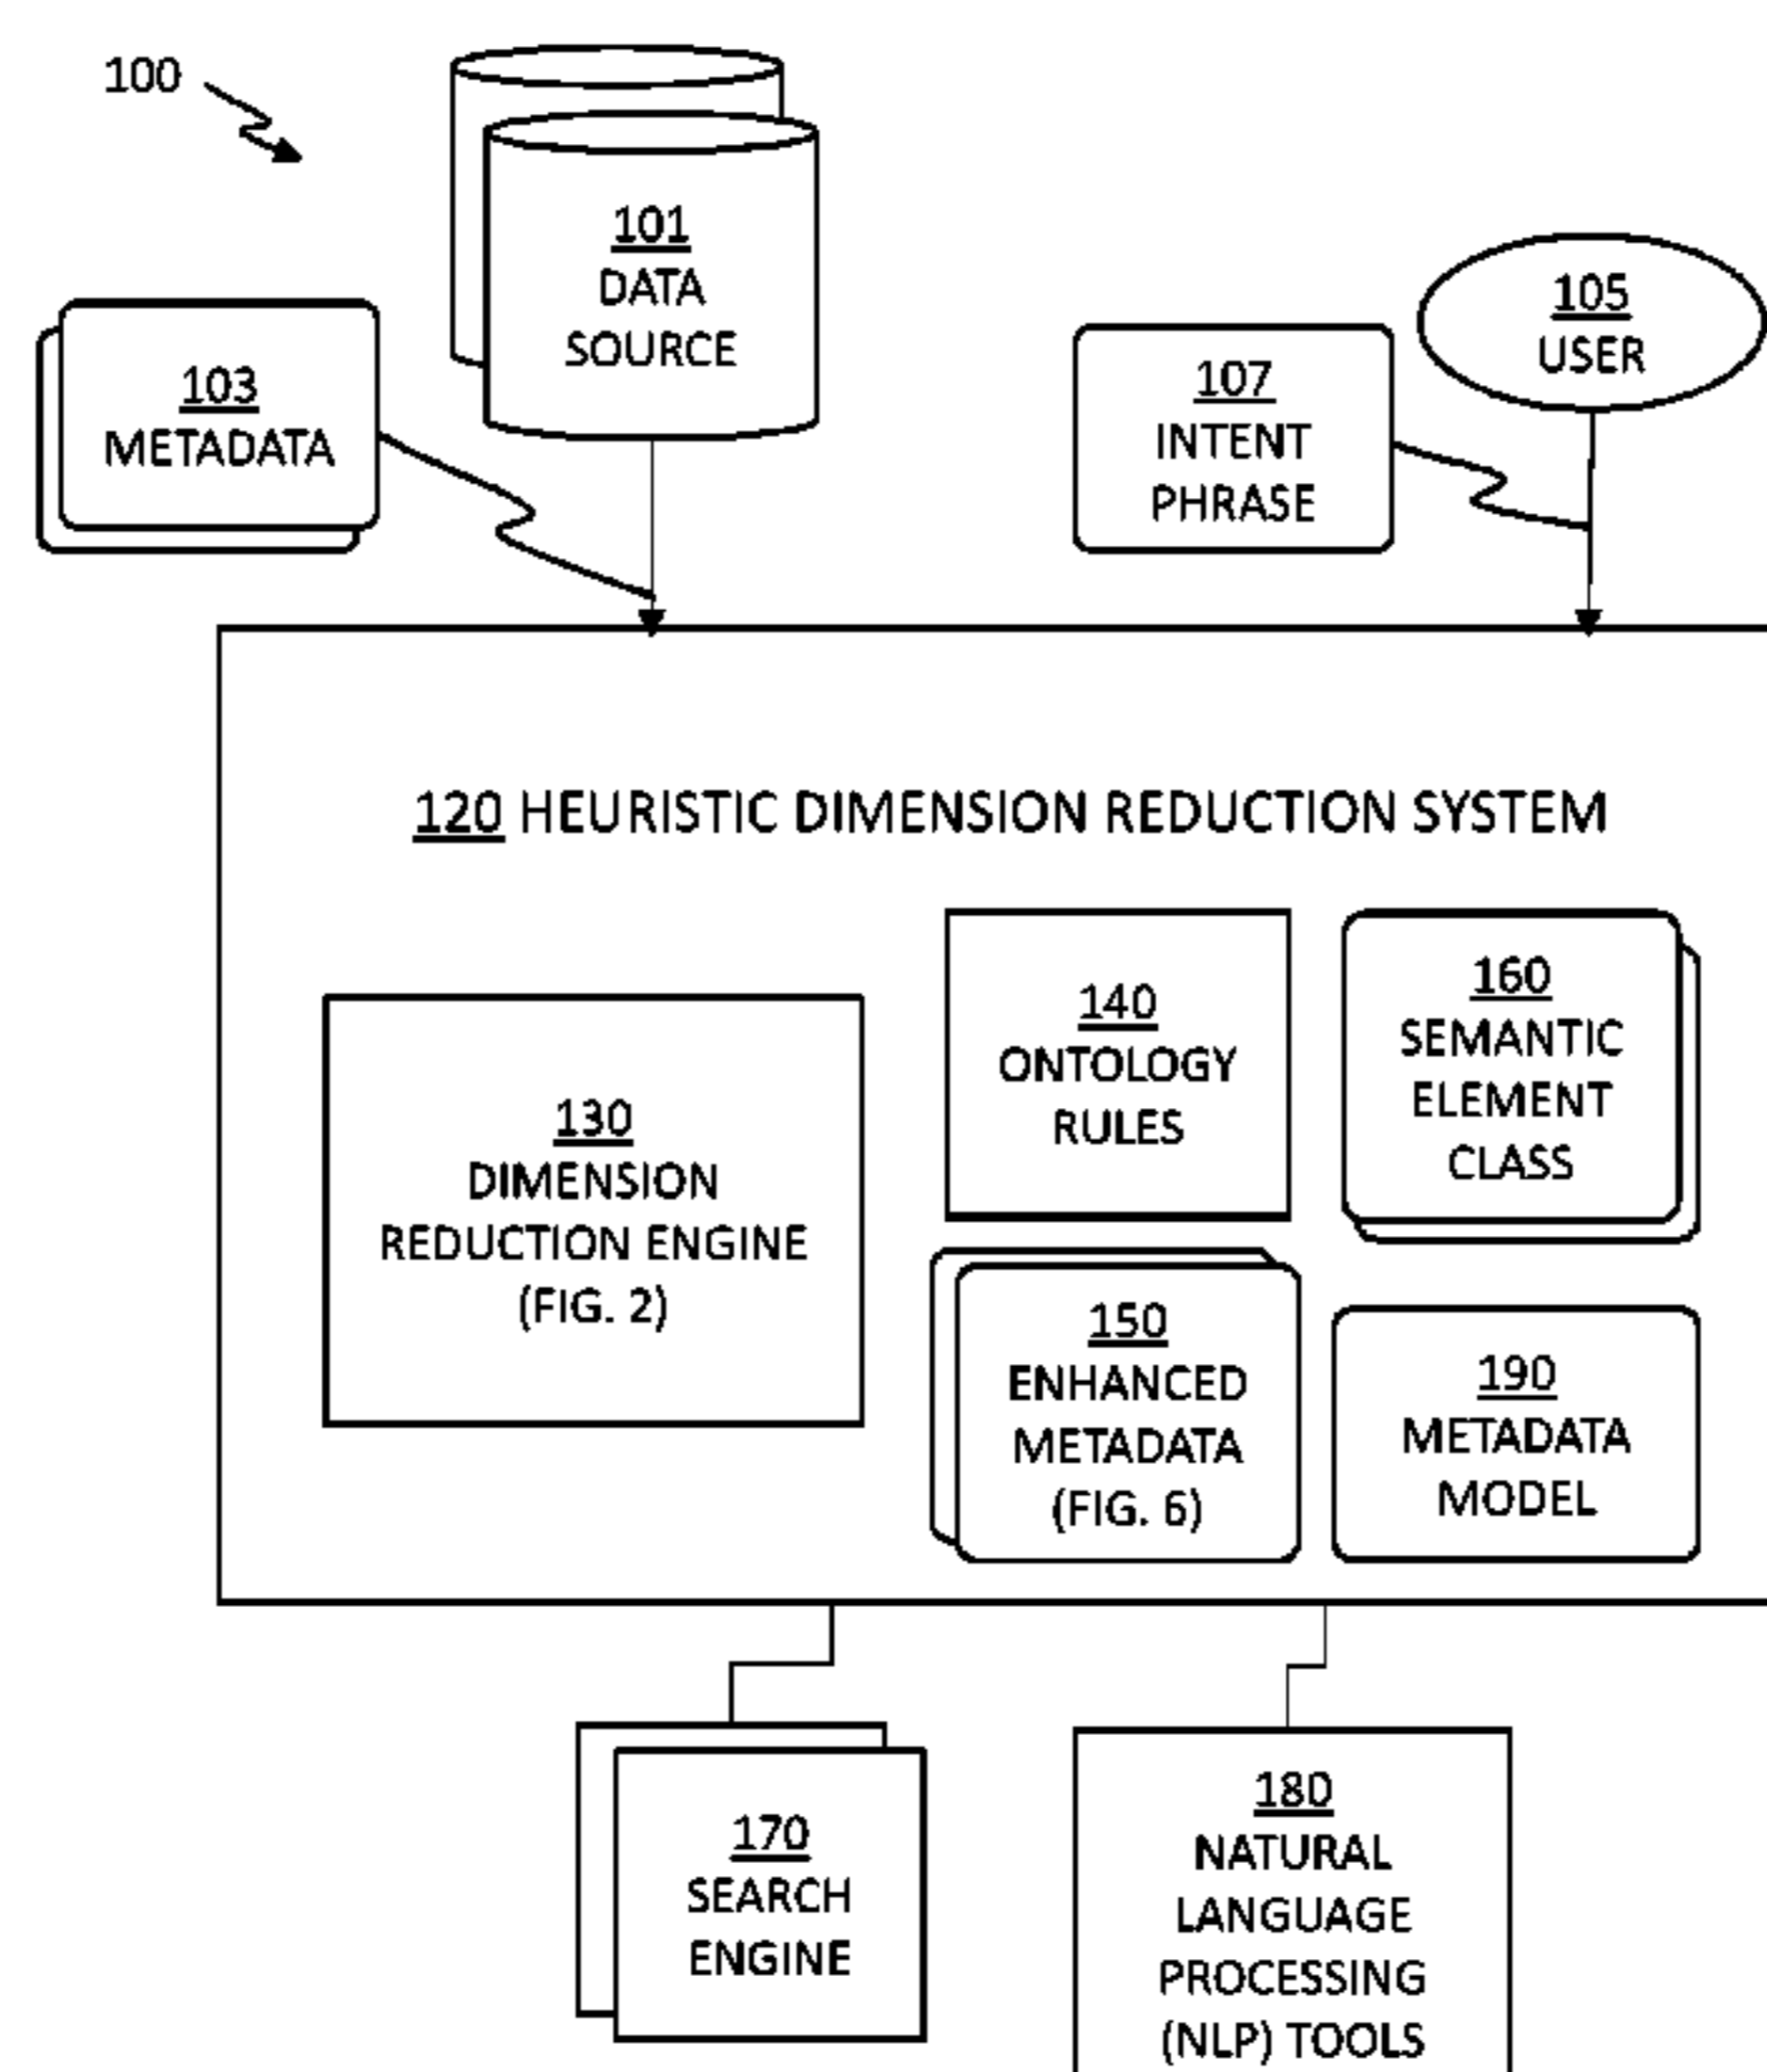 100
101
DATA
SOURCE
103
METADATA
105
USER
107
INTENT
PHRASE
120 HEURISTIC DIMENSION REDUCTION SYSTEM
130
DIMENSION
REDUCTION ENGINE
(FIG. 2)
140
ONTOLOGY
RULES
160
SEMANTIC
ELEMENT
CLASS
150
ENHANCED
METADATA
(FIG. 6)
190
METADATA
MODEL
170
SEARCH
ENGINE
180
NATURAL
LANGUAGE
PROCESSING
(NLP) TOOLS